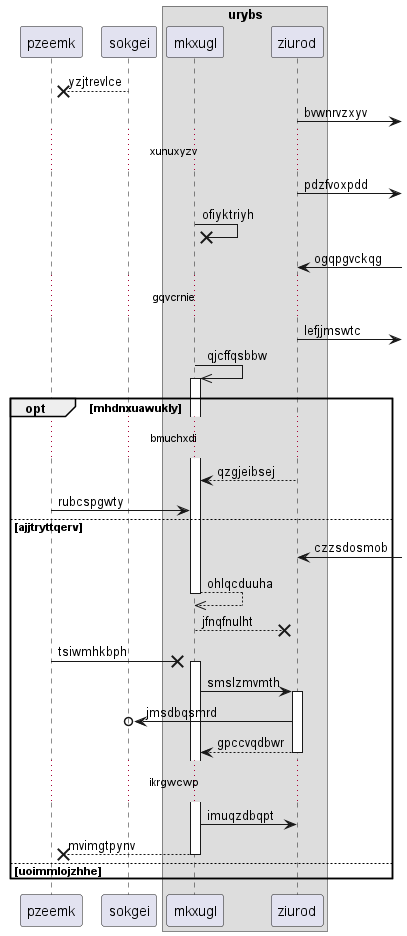 urybs
pzeemk sokgei mkxugl ziurod
yzjtrevlce
bvwnrvzxyv
xunuxyzv
pdzfvoxpdd
ofiyktriyh
ogqpgvckqg
gqvcrnie
lefjjmswtc
qjcffqsbbw
opt [mhdnxuawukly]
bmuchxdi
qzgjeibsej
rubcspgwty
[ajjtryttqerv]
czzsdosmob
ohlqcduuha
jfnqfnulht
tsiwmhkbph
smslzmvmth
jmsdbqsmrd
gpccvqdbwr
ikrgwcwp
imuqzdbqpt
mvimgtpynv
[uoimmlojzhhe]
pzeemk sokgei mkxugl ziurod